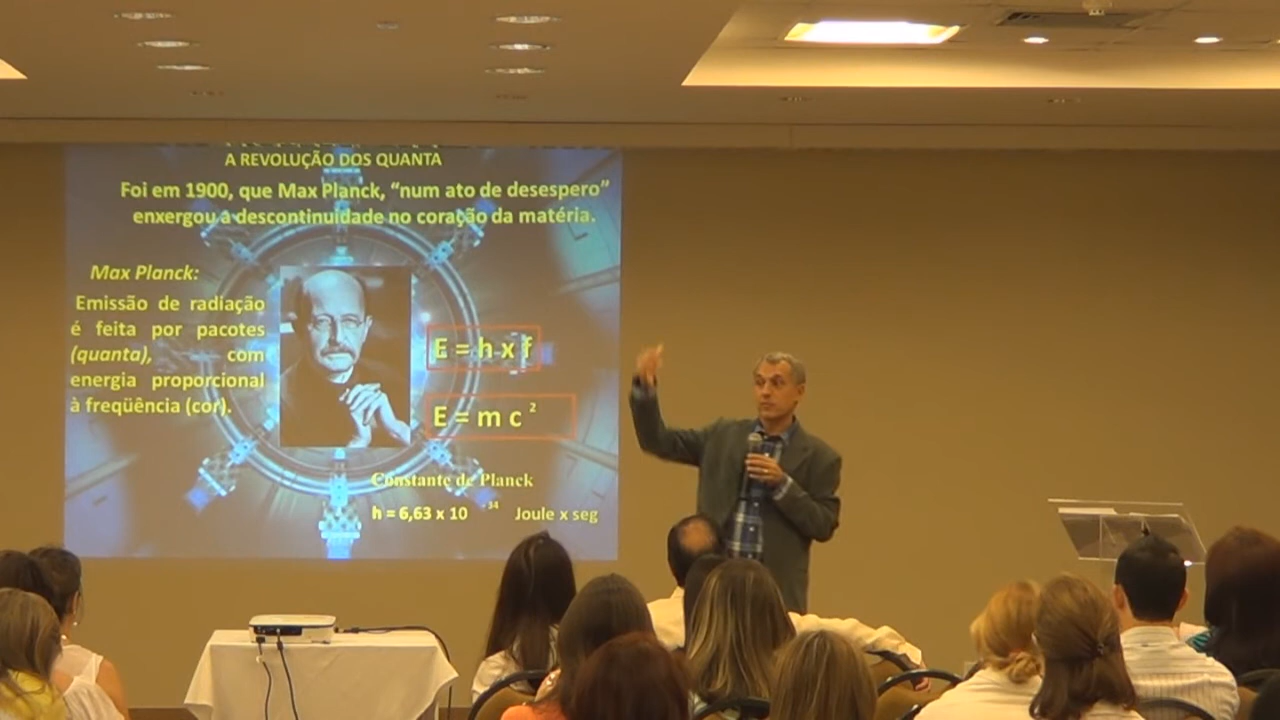 A REVOLUÇÃO DOS QUANTA
Foi em 1900, que Max Planck, “num ato de desespero”
enxergou a descontinuidade no coração da matéria.
Max Planck:
Emissão de radiação
é feita por pacotes
(quanta), com
energia proporcional
à freqüência (cor).
E = h x f
E = m c ²
Constante de Planck
h = 6,63 x 10 ⁻³⁴ Joule x seg